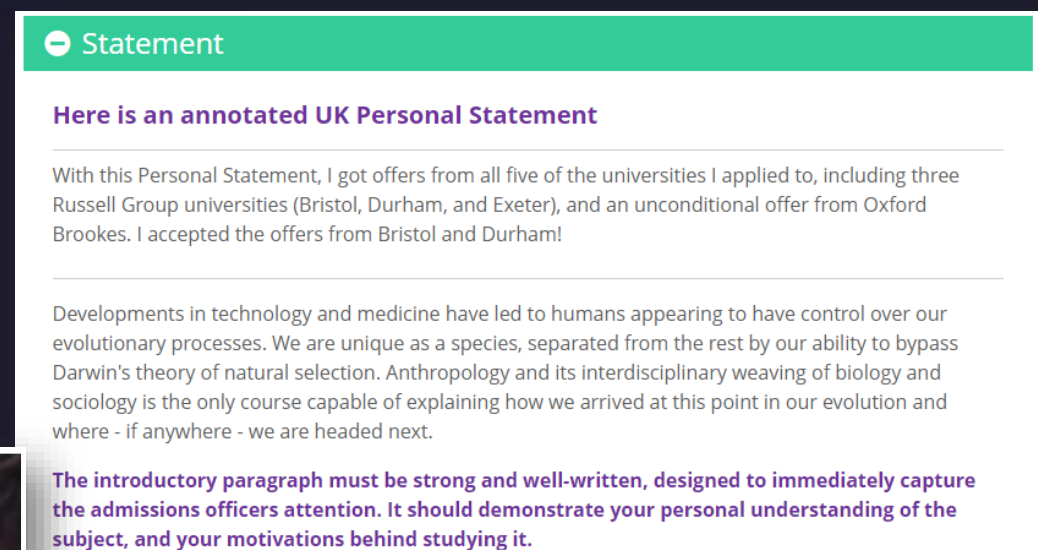 Statement
Here is an annotated UK Personal Statement
With this Personal Statement, I got offers from all five of the universities I applied to, including three
Russell Group universities (Bristol, Durham, and Exeter), and an unconditional offer from Oxford
Brookes. I accepted the offers from Bristol and Durham!
Developments in technology and medicine have led to humans appearing to have control over our
evolutionary processes. We are unique as a species, separated from the rest by our ability to bypass
Darwin's theory of natural selection. Anthropology and its interdisciplinary weaving of biology and
sociology is the only course capable of explaining how we arrived at this point in our evolution and
where - if anywhere - we are headed next.
The introductory paragraph must be strong and well-written, designed to immediately capture
the admissions officers attention. It should demonstrate your personal understanding of the
subject, and your motivations behind studying it.